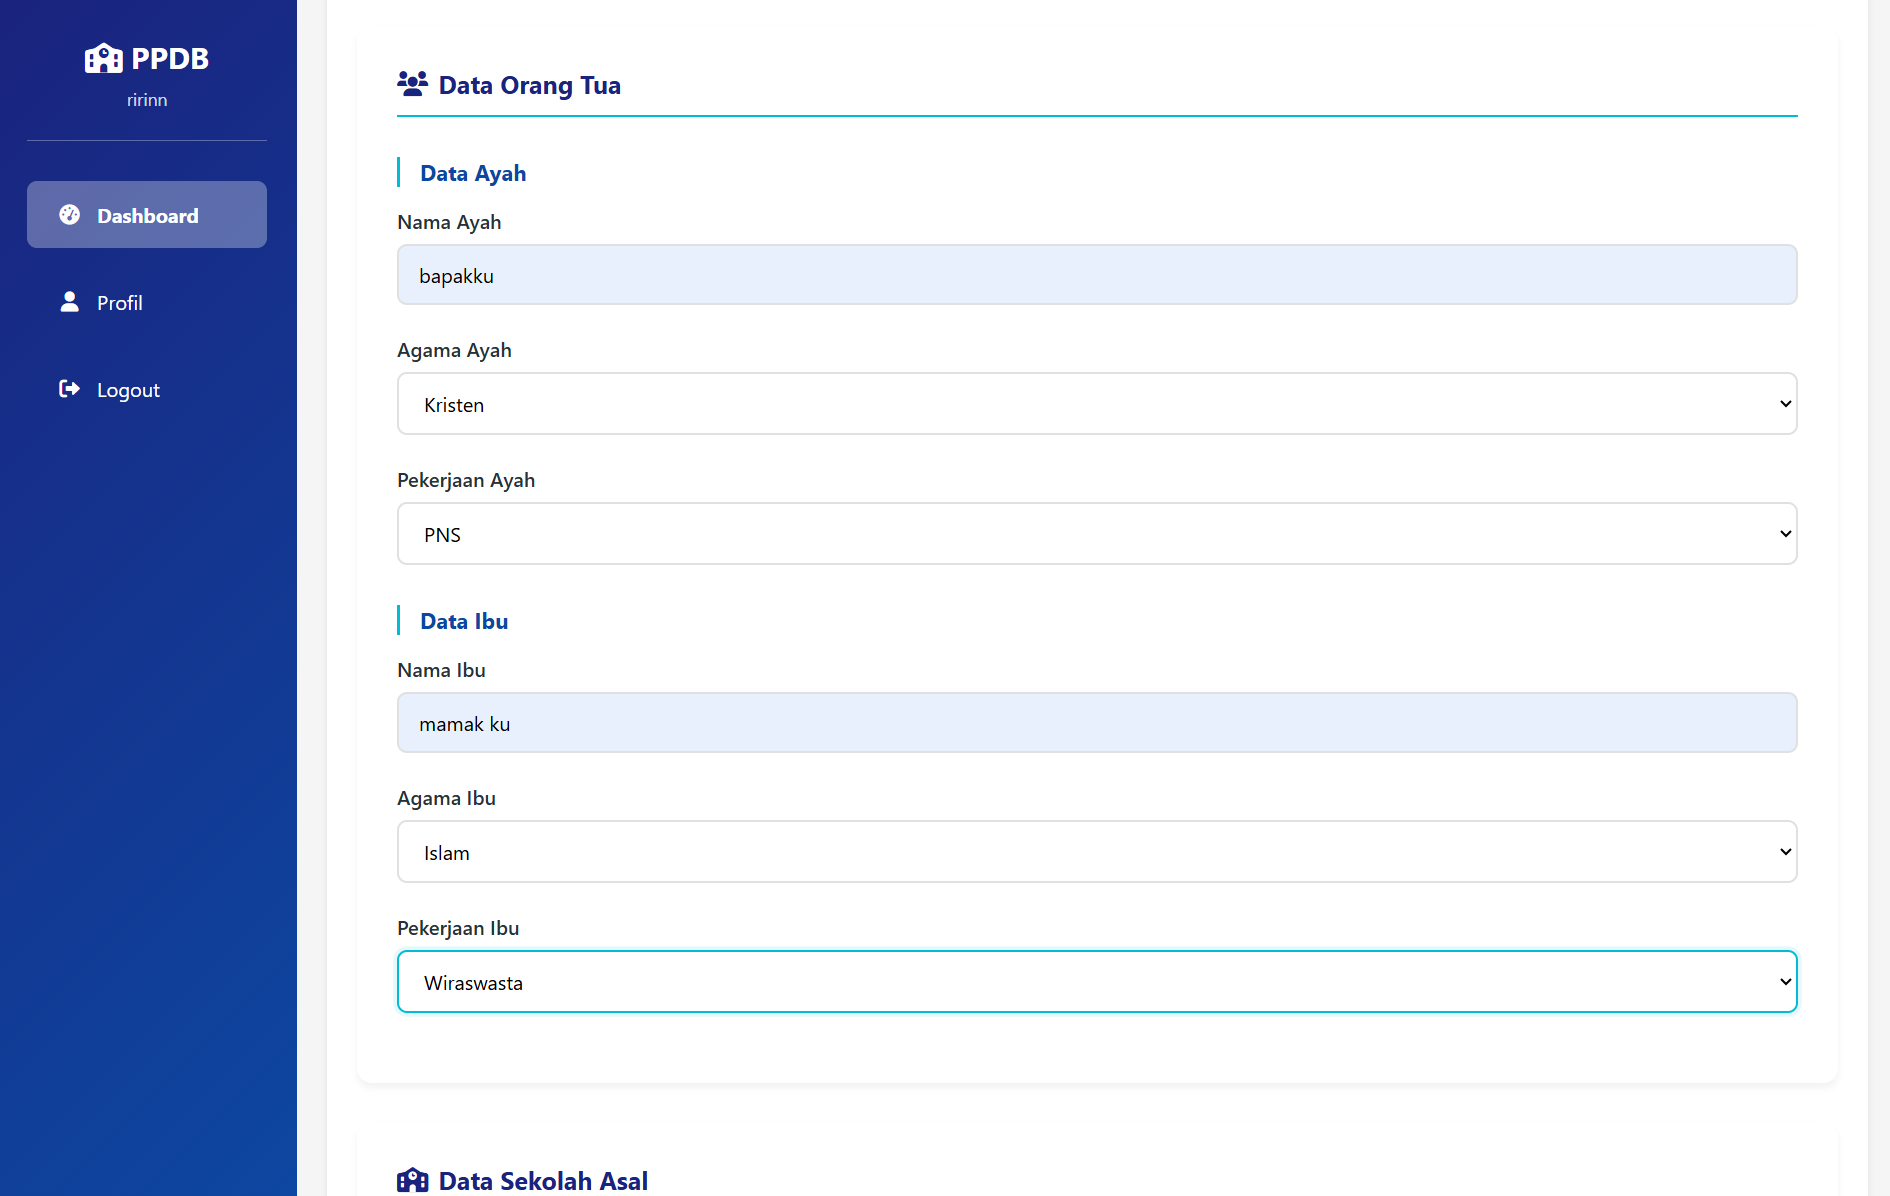 PPDB
ririnn
Dashboard
Profil
Logout
Data Orang Tua
Data Ayah
Nama Ayah
bapakku
Agama Ayah
Kristen
Pekerjaan Ayah
PNS
Data Ibu
Nama Ibu
mamak ku
Agama Ibu
Islam
Pekerjaan Ibu
Wiraswasta
Data Sekolah Asal